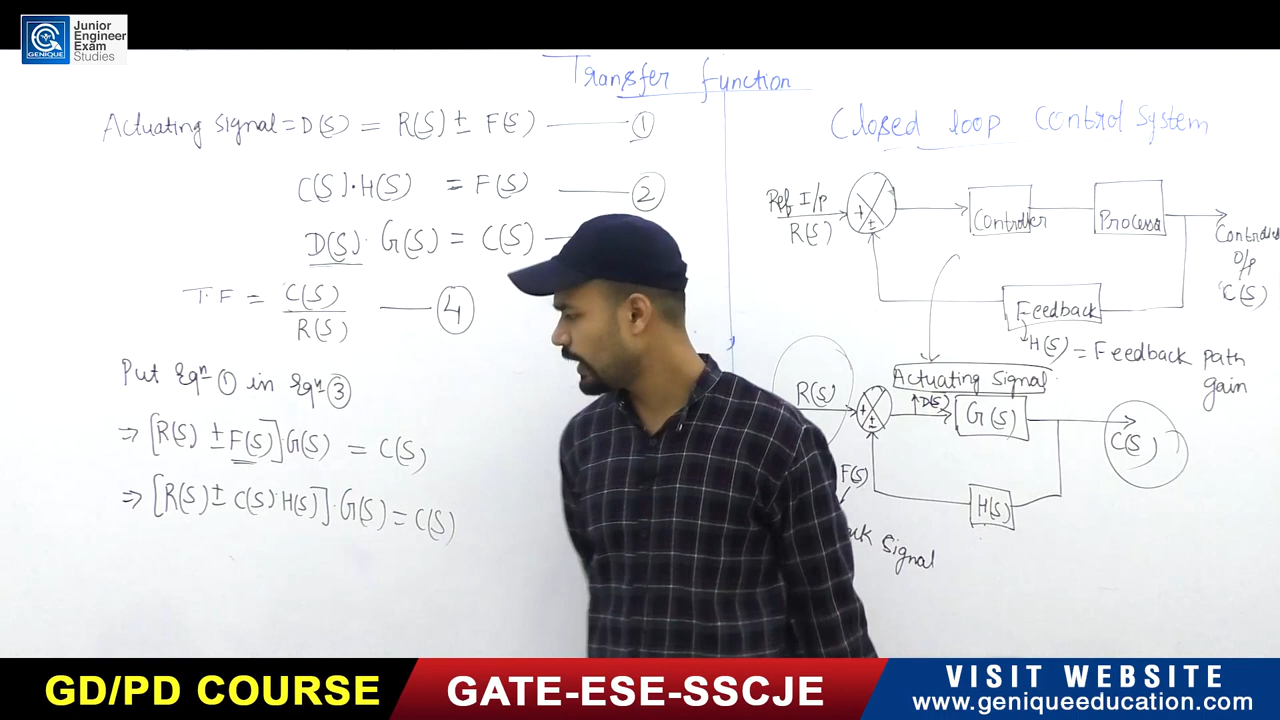 GENIQUE
Junior
Engineer
Exam
Studies
Transfer function
Actuating signal = D(S) = R(S) ± F(S) —— ①
C(S)·H(S) = F(S) —— ②
D(S)· G(S) = C(S) —
T.F = C(S) / R(S) —— ④
Put Eqⁿ ① in Eqⁿ ③
⇒ [R(S) ± F(S)] G(S) = C(S)
⇒ [R(S) ± C(S)·H(S)]·G(S) = C(S)
Closed loop Control System
Ref I/p
R(S)
+
±
Controller
Process
Controlled
O/p
C(S)
Feedback
H(S) = Feedback path
gain
Actuating Signal
R(S)
+
±
D(S)
G(S)
C(S)
F(S)
H(S)
Signal
GD/PD COURSE
GATE-ESE-SSCJE
VISIT WEBSITE
www.geniqueeducation.com